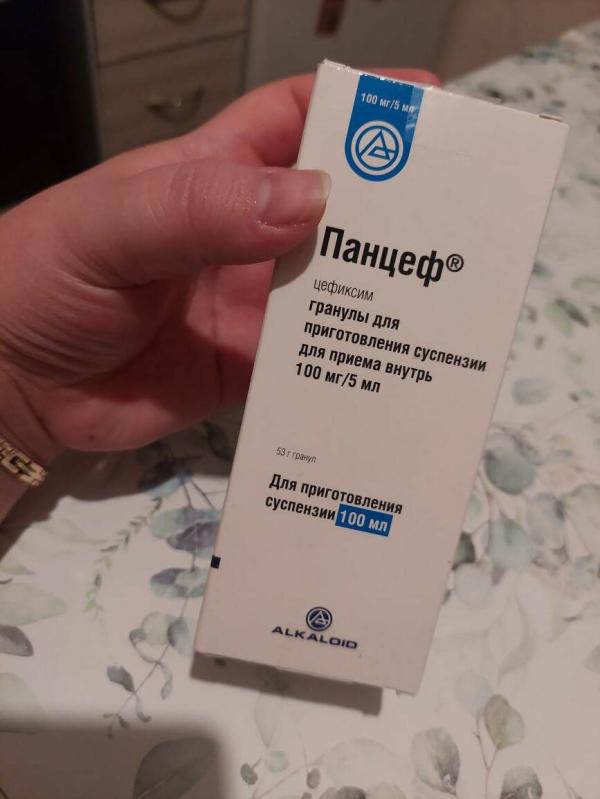 100 мг/5 мл
Панцеф®
цефиксим
гранулы для
приготовления суспензии
для приема внутрь
100 мг/5 мл
53 г гранул
Для приготовления
суспензии 100 мл
ALKALOID